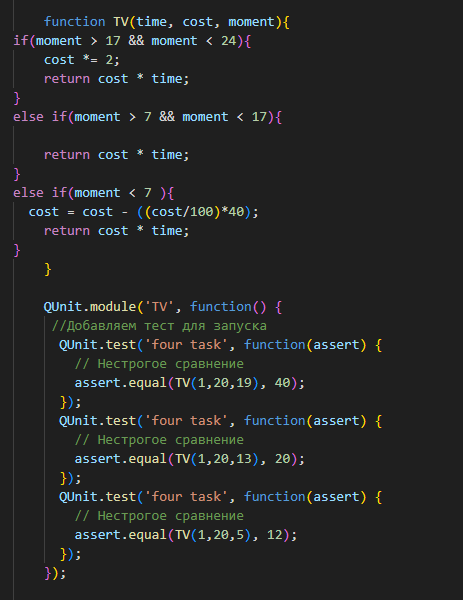 function TV(time, cost, moment){
if(moment > 17 && moment < 24){
cost *= 2;
return cost * time;
}
else if(moment > 7 && moment < 17){
return cost * time;
}
else if(moment < 7 ){
cost = cost - ((cost/100)*40);
return cost * time;
}
}
QUnit.module('TV', function() {
//Добавляем тест для запуска
QUnit.test('four task', function(assert) {
// Нестрогое сравнение
assert.equal(TV(1,20,19), 40);
});
QUnit.test('four task', function(assert) {
// Нестрогое сравнение
assert.equal(TV(1,20,13), 20);
});
QUnit.test('four task', function(assert) {
// Нестрогое сравнение
assert.equal(TV(1,20,5), 12);
});
});